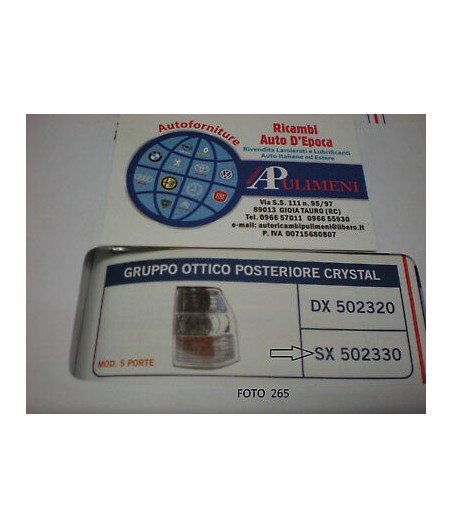 Autoforniture
Ricambi
Auto D'Epoca
Rivendita Lamierati e Lubrificanti
Auto Italiane ed Estere
APULIMENI
Via S.S. 111 n. 95/97
89013 GIOIA TAURO (RC)
Tel. 0966 57011 0966 55930
e-mail: autoricambipulimeni@libero.it
P. IVA 00715680807
GRUPPO OTTICO POSTERIORE CRYSTAL
DX 502320
SX 502330
MOD. 5 PORTE
FOTO 265